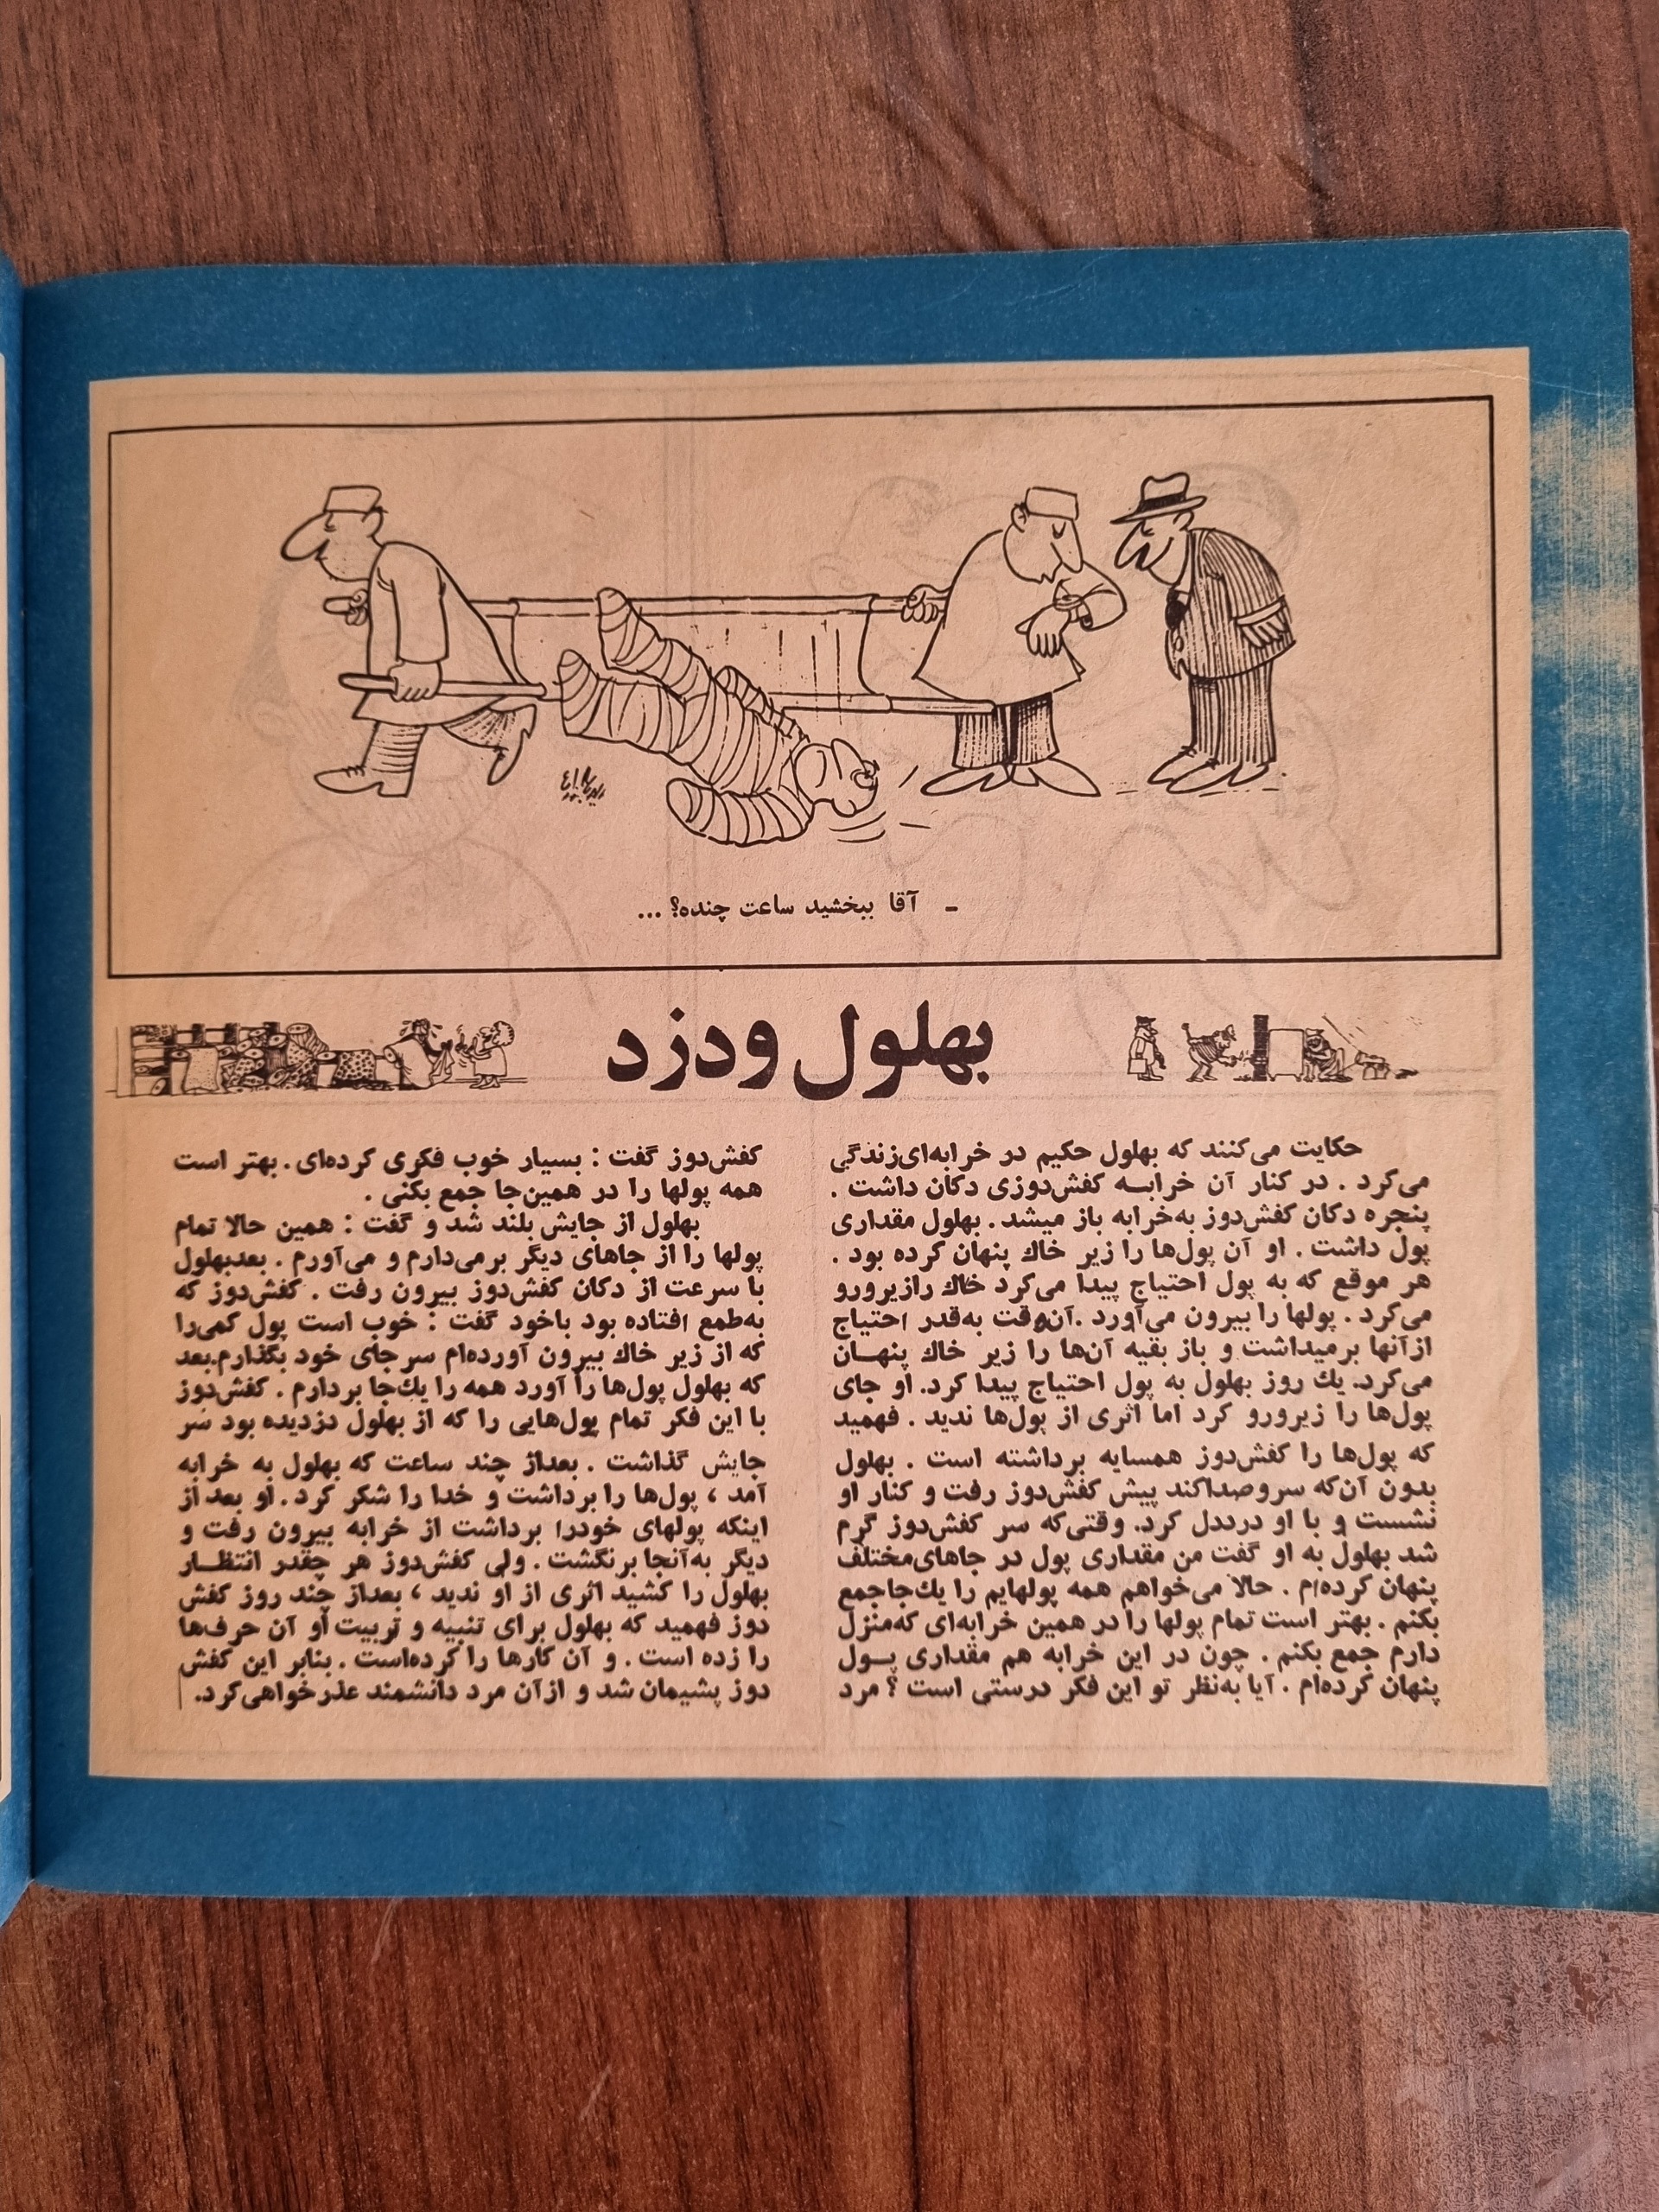 - آقا ببخشید ساعت چنده؟ ...
بهلول ودزد
حکایت می‌کنند که بهلول حکیم در خرابه‌ای‌زندگی
می‌کرد . در کنار آن خرابـه کفش‌دوزی دکان داشت .
پنجره دکان کفش‌دوز به‌خرابه باز میشد . بهلول مقداری
پول داشت . او آن پول‌ها را زیر خاك پنهان کرده بود .
هر موقع که به پول احتیاج پیدا می‌کرد خاك رازیرورو
می‌کرد . پولها را بیرون می‌آورد .آن‌وقت به‌قدر احتیاج
ازآنها برمیداشت و باز بقیه آن‌ها را زیر خاك پنهـان
می‌کرد. یك روز بهلول به پول احتیاج پیدا کرد. او جای
پول‌ها را زیرورو کرد اما اثری از پول‌ها ندید . فهمید
که پول‌ها را کفش‌دوز همسایه برداشته است . بهلول
بدون آن‌که سروصداکند پیش کفش‌دوز رفت و کنار او
نشست و با او درددل کرد. وقتی‌که سر کفش‌دوز گرم
شد بهلول به او گفت من مقداری پول در جاهای‌مختلف
پنهان کرده‌ام . حالا می‌خواهم همه پولهایم را یك‌جاجمع
بکنم . بهتر است تمام پولها را در همین خرابه‌ای که‌منزل
دارم جمع بکنم . چون در این خرابه هم مقداری پـول
پنهان کرده‌ام . آیا به‌نظر تو این فکر درستی است ؟ مرد
کفش‌دوز گفت : بسیار خوب فکری کرده‌ای . بهتر است
همه پولها را در همین‌جا جمع بکنی .
بهلول از جایش بلند شد و گفت : همین حالا تمام
پولها را از جاهای دیگر برمی‌دارم و می‌آورم . بعدبهلول
با سرعت از دکان کفش‌دوز بیرون رفت . کفش‌دوز که
به‌طمع افتاده بود باخود گفت : خوب است پول کمی‌را
که از زیر خاك بیرون آورده‌ام سرجای خود بگذارم.بعد
که بهلول پول‌ها را آورد همه را یك‌جا بردارم . کفش‌دوز
با این فکر تمام پول‌هایی را که از بهلول دزدیده بود سر
جایش گذاشت . بعداز چند ساعت که بهلول به خرابه
آمد ، پول‌ها را برداشت و خدا را شکر کرد . او بعد از
اینکه پولهای خودرا برداشت از خرابه بیرون رفت و
دیگر به‌آنجا برنگشت . ولی کفش‌دوز هر چقدر انتظـار
بهلول را کشید اثری از او ندید ، بعداز چند روز کفش
دوز فهمید که بهلول برای تنبیه و تربیت او آن حرف‌ها
را زده است . و آن کارها را کرده‌است . بنابر این کفش
دوز پشیمان شد و ازآن مرد دانشمند عذرخواهی‌کرد.